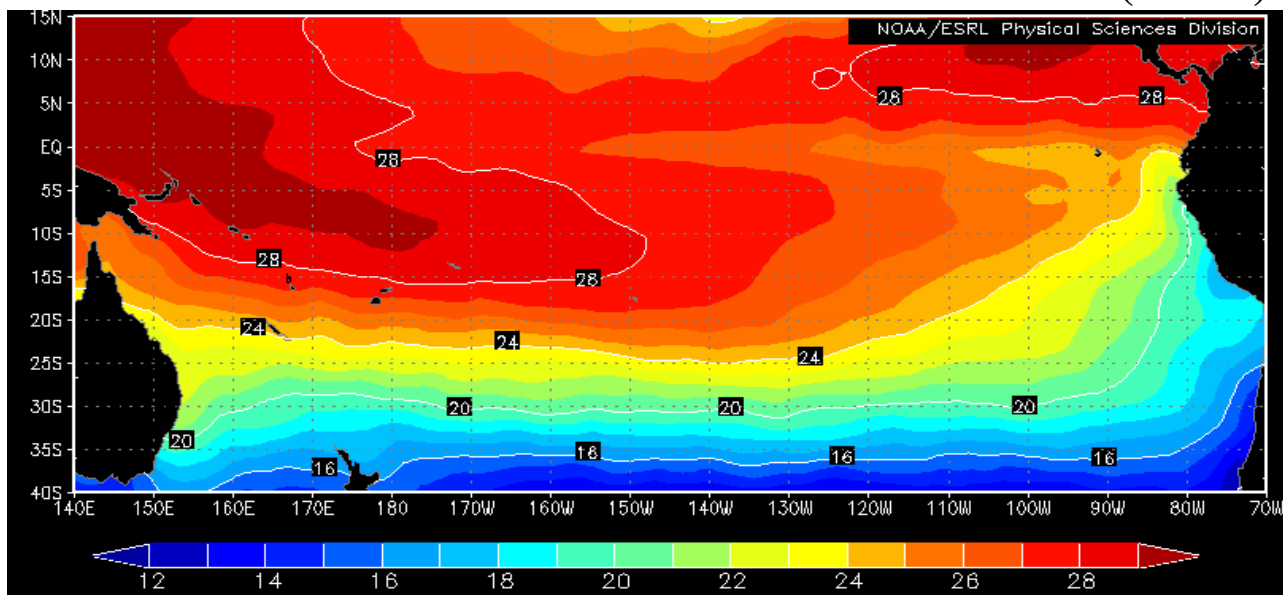 15N
NOAA/ESRL Physical Sciences Division
10N
28 28
5N
EQ
28
5S
10S
28
28
15S
20S
24
24
24
25S
30S
20 20 20
20
35S
16 16
16
40S
140E 150E 160E 170E 180 170W 160W 150W 140W 130W 120W 110W 100W 90W 80W 70W
12 14 16 18 20 22 24 26 28